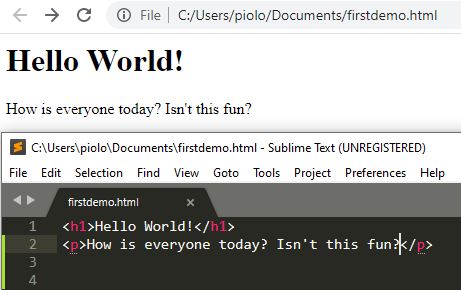 File C:/Users/piolo/Documents/firstdemo.html
Hello World!
How is everyone today? Isn't this fun?
C:\Users\piolo\Documents\firstdemo.html - Sublime Text (UNREGISTERED)
File Edit Selection Find View Goto Tools Project Preferences Help
firstdemo.html ×
1 <h1>Hello World!</h1>
2 <p>How is everyone today? Isn't this fun?</p>
3
4